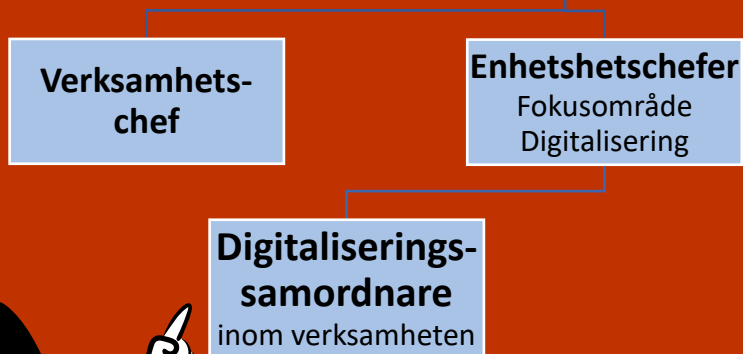 Verksamhets-
chef
Enhetshetschefer
Fokusområde
Digitalisering
Digitaliserings-
samordnare
inom verksamheten